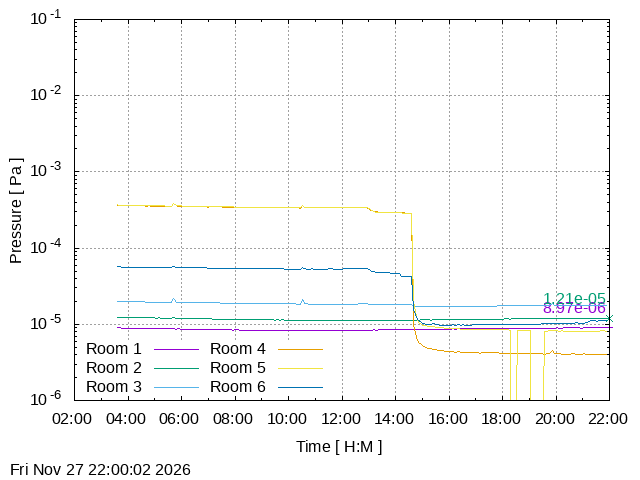 10^-1
10^-2
10^-3
10^-4
10^-5
10^-6
Pressure [ Pa ]
1.21e-05
8.97e-06
Room 1 Room 4
Room 2 Room 5
Room 3 Room 6
02:00 04:00 06:00 08:00 10:00 12:00 14:00 16:00 18:00 20:00 22:00
Time [ H:M ]
Fri Nov 27 22:00:02 2026